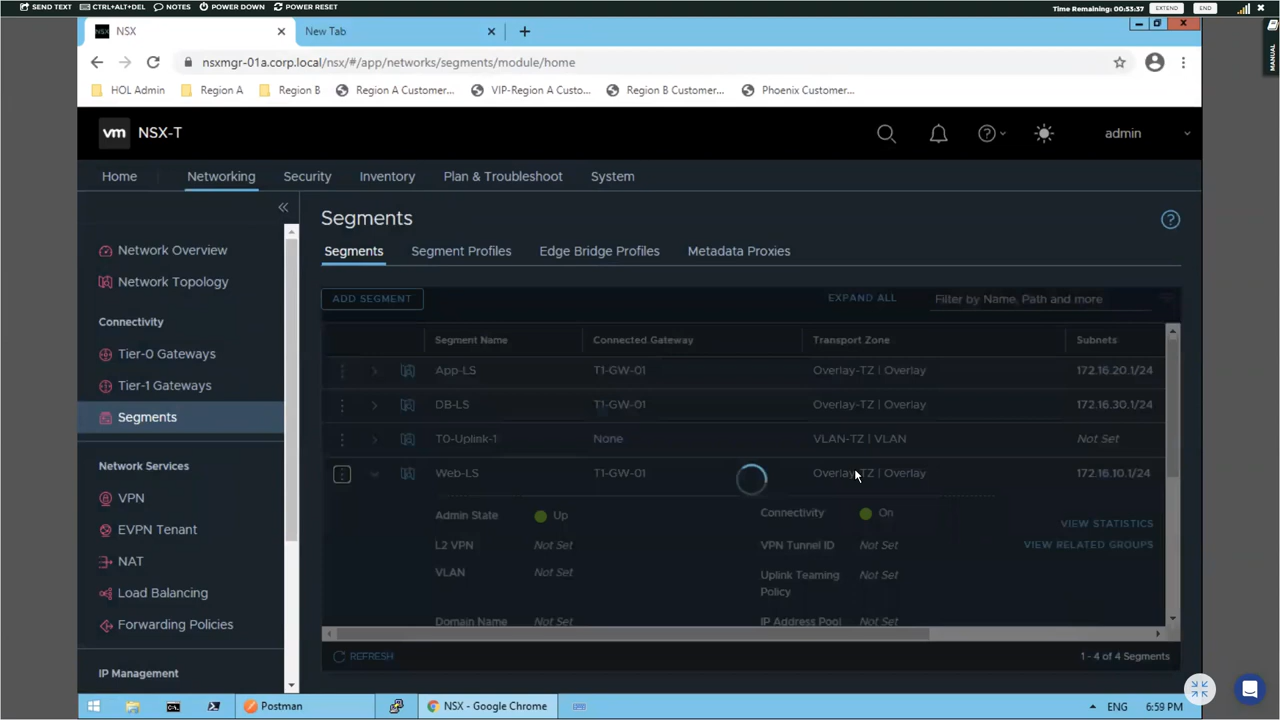 SEND TEXT CTRL+ALT+DEL NOTES POWER DOWN POWER RESET Time Remaining: 00:53:37 EXTEND END
MANUAL
NSX NSX New Tab
nsxmgr-01a.corp.local/nsx/#/app/networks/segments/module/home
HOL Admin Region A Region B Region A Customer... VIP-Region A Custo... Region B Customer... Phoenix Customer...
vm NSX-T admin
Home Networking Security Inventory Plan & Troubleshoot System
Network Overview
Network Topology
Connectivity
Tier-0 Gateways
Tier-1 Gateways
Segments
Network Services
VPN
EVPN Tenant
NAT
Load Balancing
Forwarding Policies
IP Management
Segments
Segments Segment Profiles Edge Bridge Profiles Metadata Proxies
ADD SEGMENT EXPAND ALL Filter by Name, Path and more
Segment Name Connected Gateway Transport Zone Subnets
App-LS T1-GW-01 Overlay-TZ | Overlay 172.16.20.1/24
DB-LS T1-GW-01 Overlay-TZ | Overlay 172.16.30.1/24
T0-Uplink-1 None VLAN-TZ | VLAN Not Set
Web-LS T1-GW-01 Overlay-TZ | Overlay 172.16.10.1/24
Admin State Up Connectivity On
VIEW STATISTICS
L2 VPN Not Set VPN Tunnel ID Not Set VIEW RELATED GROUPS
VLAN Not Set Uplink Teaming Not Set
Policy
Domain Name Not Set IP Address Pool Not Set
REFRESH 1 - 4 of 4 Segments
Postman NSX - Google Chrome ENG 6:59 PM